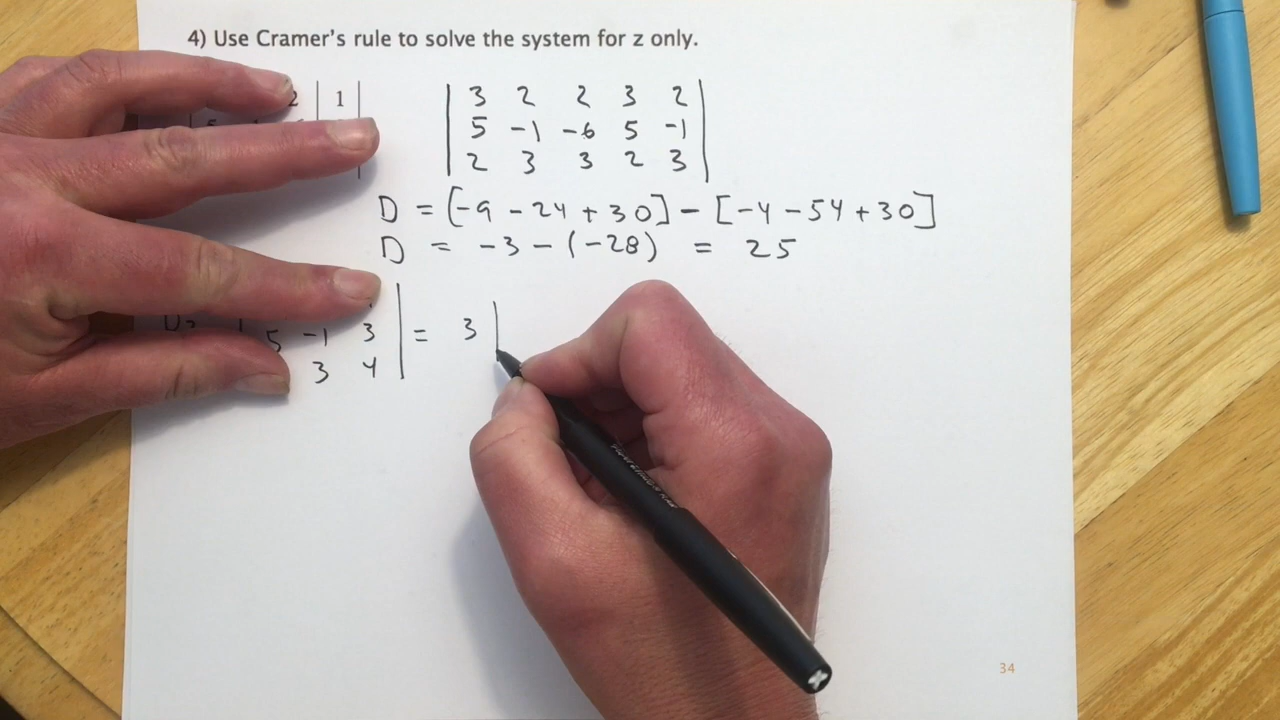 4) Use Cramer's rule to solve the system for z only.
2 | 1 |
| 3 2 2 3 2 |
| 5 -1 -6 5 -1 |
| 2 3 3 2 3 |
D = [-9 - 24 + 30] - [-4 - 54 + 30]
D = -3 - (-28) = 25
5 -1 3 | = 3 |
3 4
34